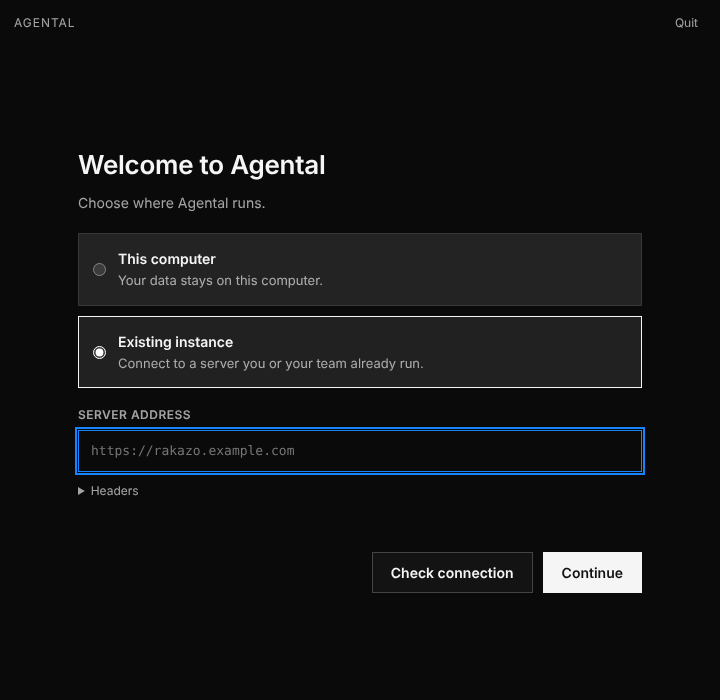 AGENTAL
Quit
Welcome to Agental
Choose where Agental runs.
This computer
Your data stays on this computer.
Existing instance
Connect to a server you or your team already run.
SERVER ADDRESS
https://rakazo.example.com
Headers
Check connection
Continue